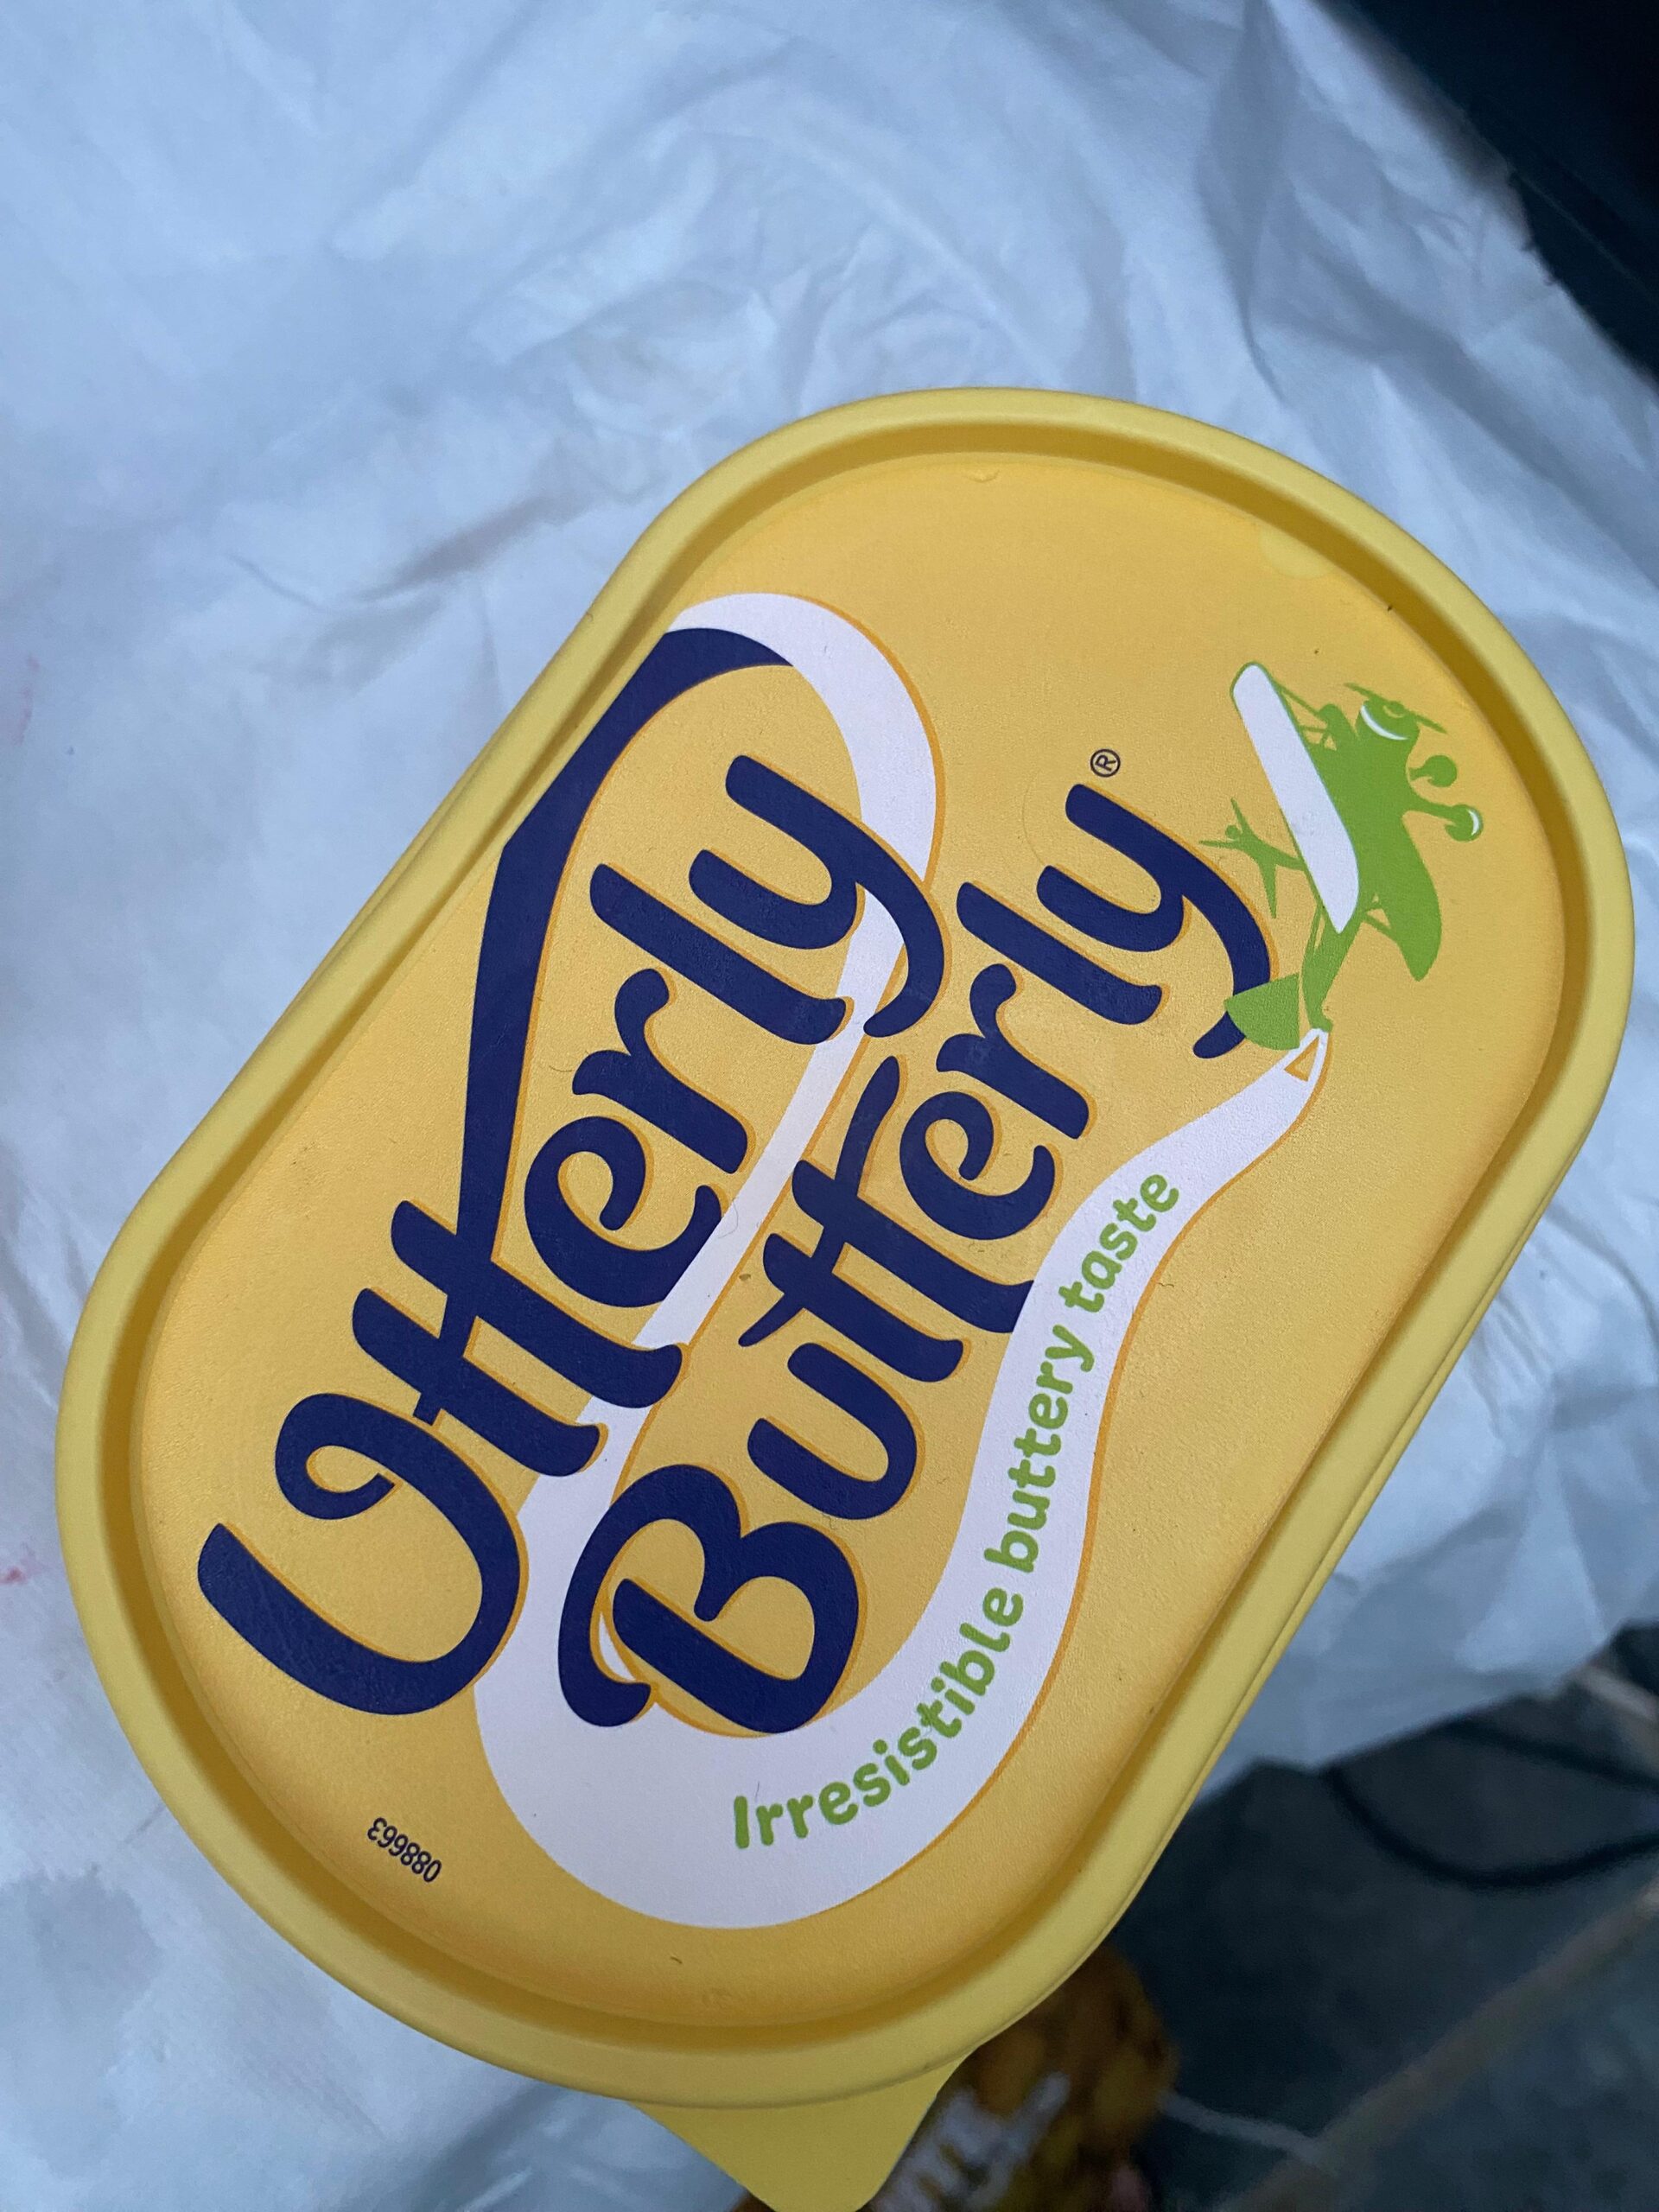 Utterly
Butterly®
Irresistible buttery taste
088663